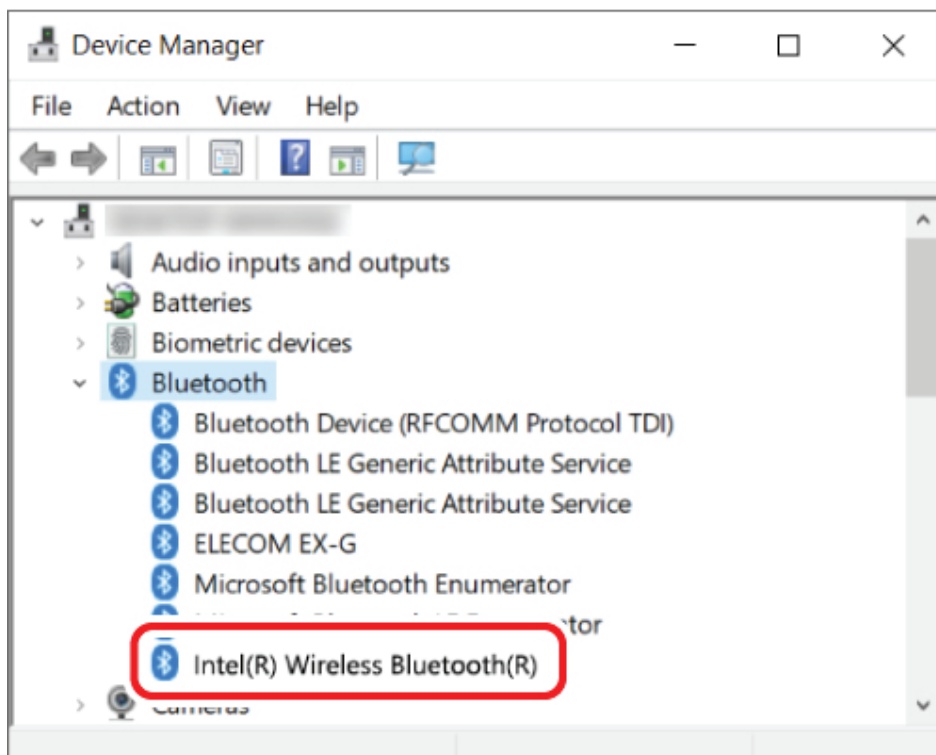 Device Manager
File Action View Help
Audio inputs and outputs
Batteries
Biometric devices
Bluetooth
Bluetooth Device (RFCOMM Protocol TDI)
Bluetooth LE Generic Attribute Service
Bluetooth LE Generic Attribute Service
ELECOM EX-G
Microsoft Bluetooth Enumerator
Intel(R) Wireless Bluetooth(R)
Cameras